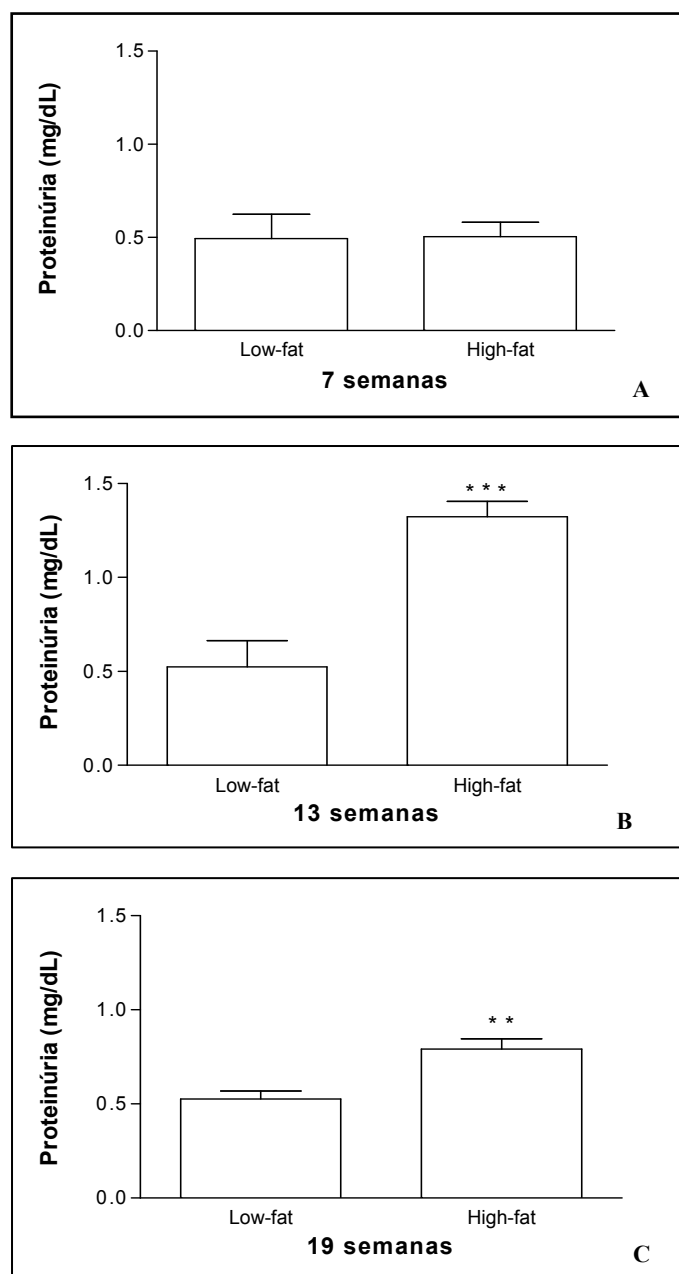 1.5
1.0
0.5
0.0
Proteinúria (mg/dL)
Low-fat High-fat
7 semanas
A
1.5
1.0
0.5
0.0
Proteinúria (mg/dL)
* * *
Low-fat High-fat
13 semanas
B
1.5
1.0
0.5
0.0
Proteinúria (mg/dL)
* *
Low-fat High-fat
19 semanas
C